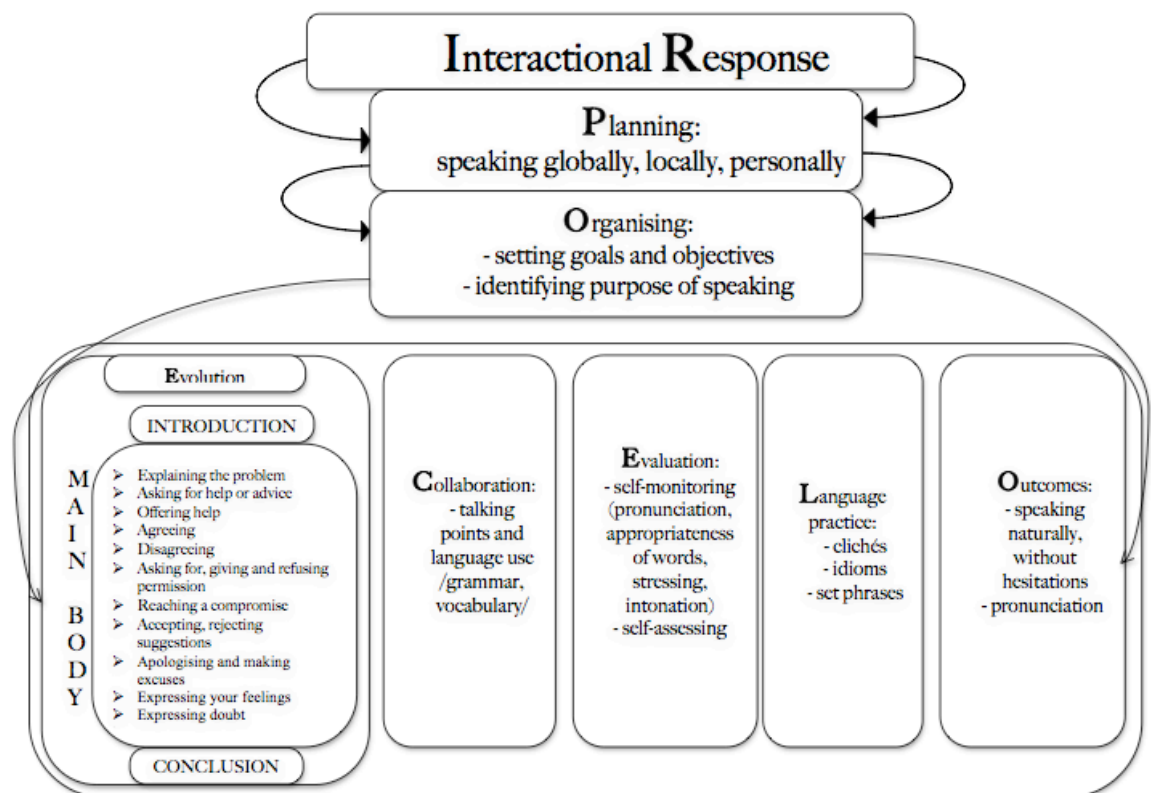 Interactional Response
Planning:
speaking globally, locally, personally
Organising:
- setting goals and objectives
- identifying purpose of speaking
Evolution
INTRODUCTION
MAIN BODY
➢ Explaining the problem
➢ Asking for help or advice
➢ Offering help
➢ Agreeing
➢ Disagreeing
➢ Asking for, giving and refusing
permission
➢ Reaching a compromise
➢ Accepting, rejecting
suggestions
➢ Apologising and making
excuses
➢ Expressing your feelings
➢ Expressing doubt
CONCLUSION
Collaboration:
- talking
points and
language use
/grammar,
vocabulary/
Evaluation:
- self-monitoring
(pronunciation,
appropriateness
of words,
stressing,
intonation)
- self-assessing
Language
practice:
- clichés
- idioms
- set phrases
Outcomes:
- speaking
naturally,
without
hesitations
- pronunciation